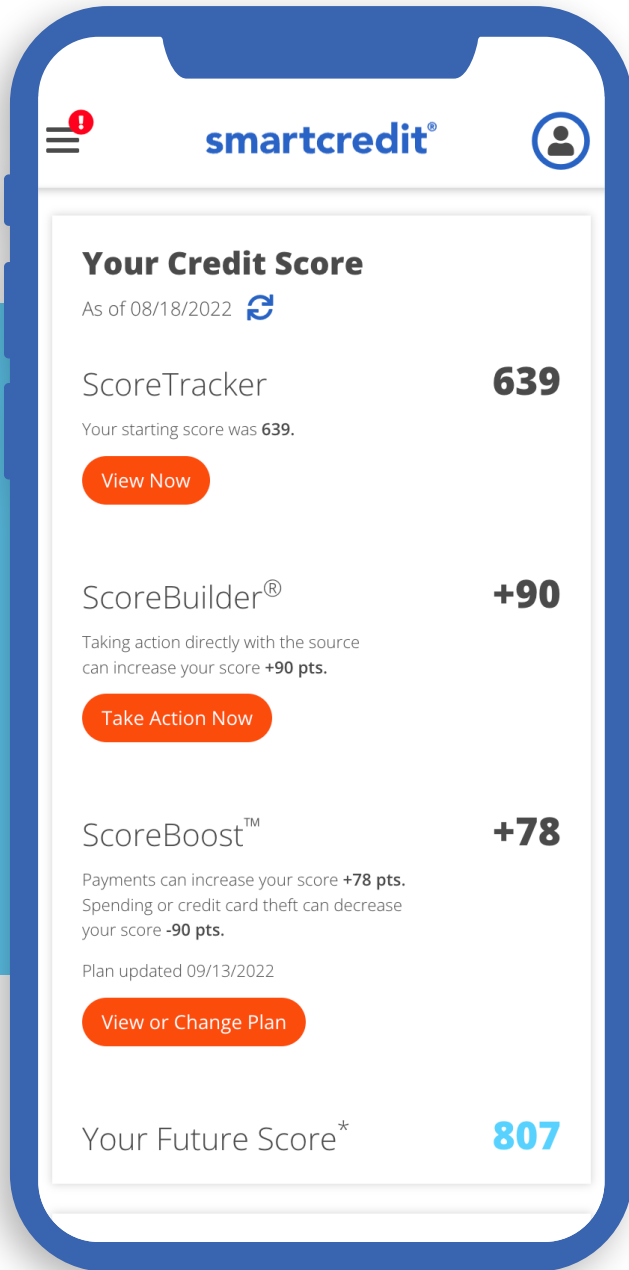 !
smartcredit®
Your Credit Score
As of 08/18/2022
ScoreTracker 639
Your starting score was 639.
View Now
ScoreBuilder® +90
Taking action directly with the source
can increase your score +90 pts.
Take Action Now
ScoreBoost™ +78
Payments can increase your score +78 pts.
Spending or credit card theft can decrease
your score -90 pts.
Plan updated 09/13/2022
View or Change Plan
Your Future Score* 807